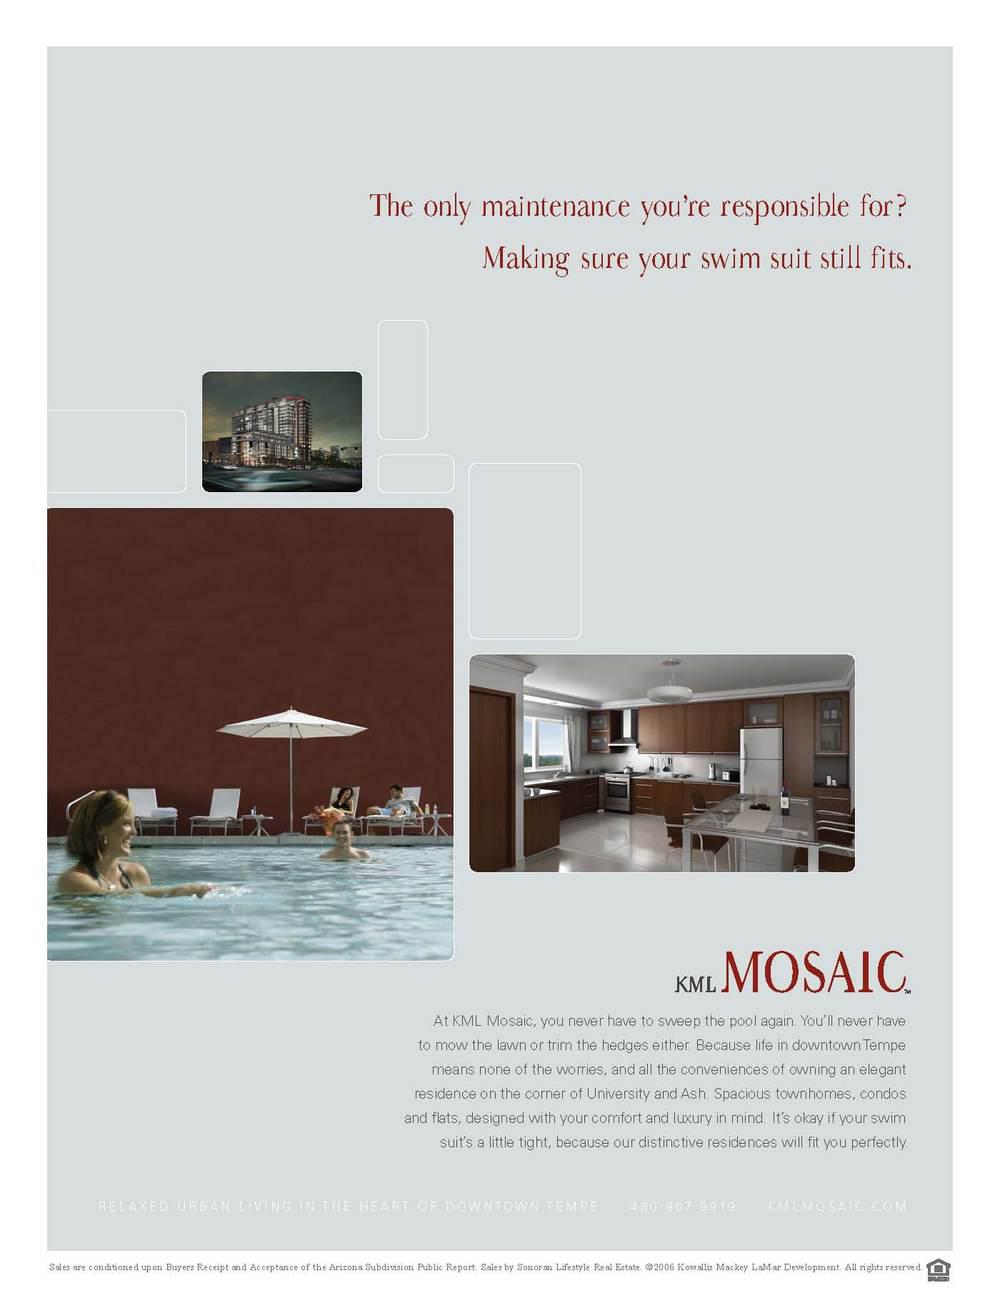 The only maintenance you're responsible for?
Making sure your swim suit still fits.
KML MOSAIC™
At KML Mosaic, you never have to sweep the pool again. You'll never have
to mow the lawn or trim the hedges either. Because life in downtown Tempe
means none of the worries, and all the conveniences of owning an elegant
residence on the corner of University and Ash. Spacious townhomes, condos
and flats, designed with your comfort and luxury in mind. It's okay if your swim
suit's a little tight, because our distinctive residences will fit you perfectly.
RELAXED URBAN LIVING IN THE HEART OF DOWNTOWN TEMPE 480 967 9919 KMLMOSAIC.COM
Sales are conditioned upon Buyers Receipt and Acceptance of the Arizona Subdivision Public Report. Sales by Sonoran Lifestyle Real Estate. ©2006 Kowallis Mackey LaMar Development. All rights reserved.